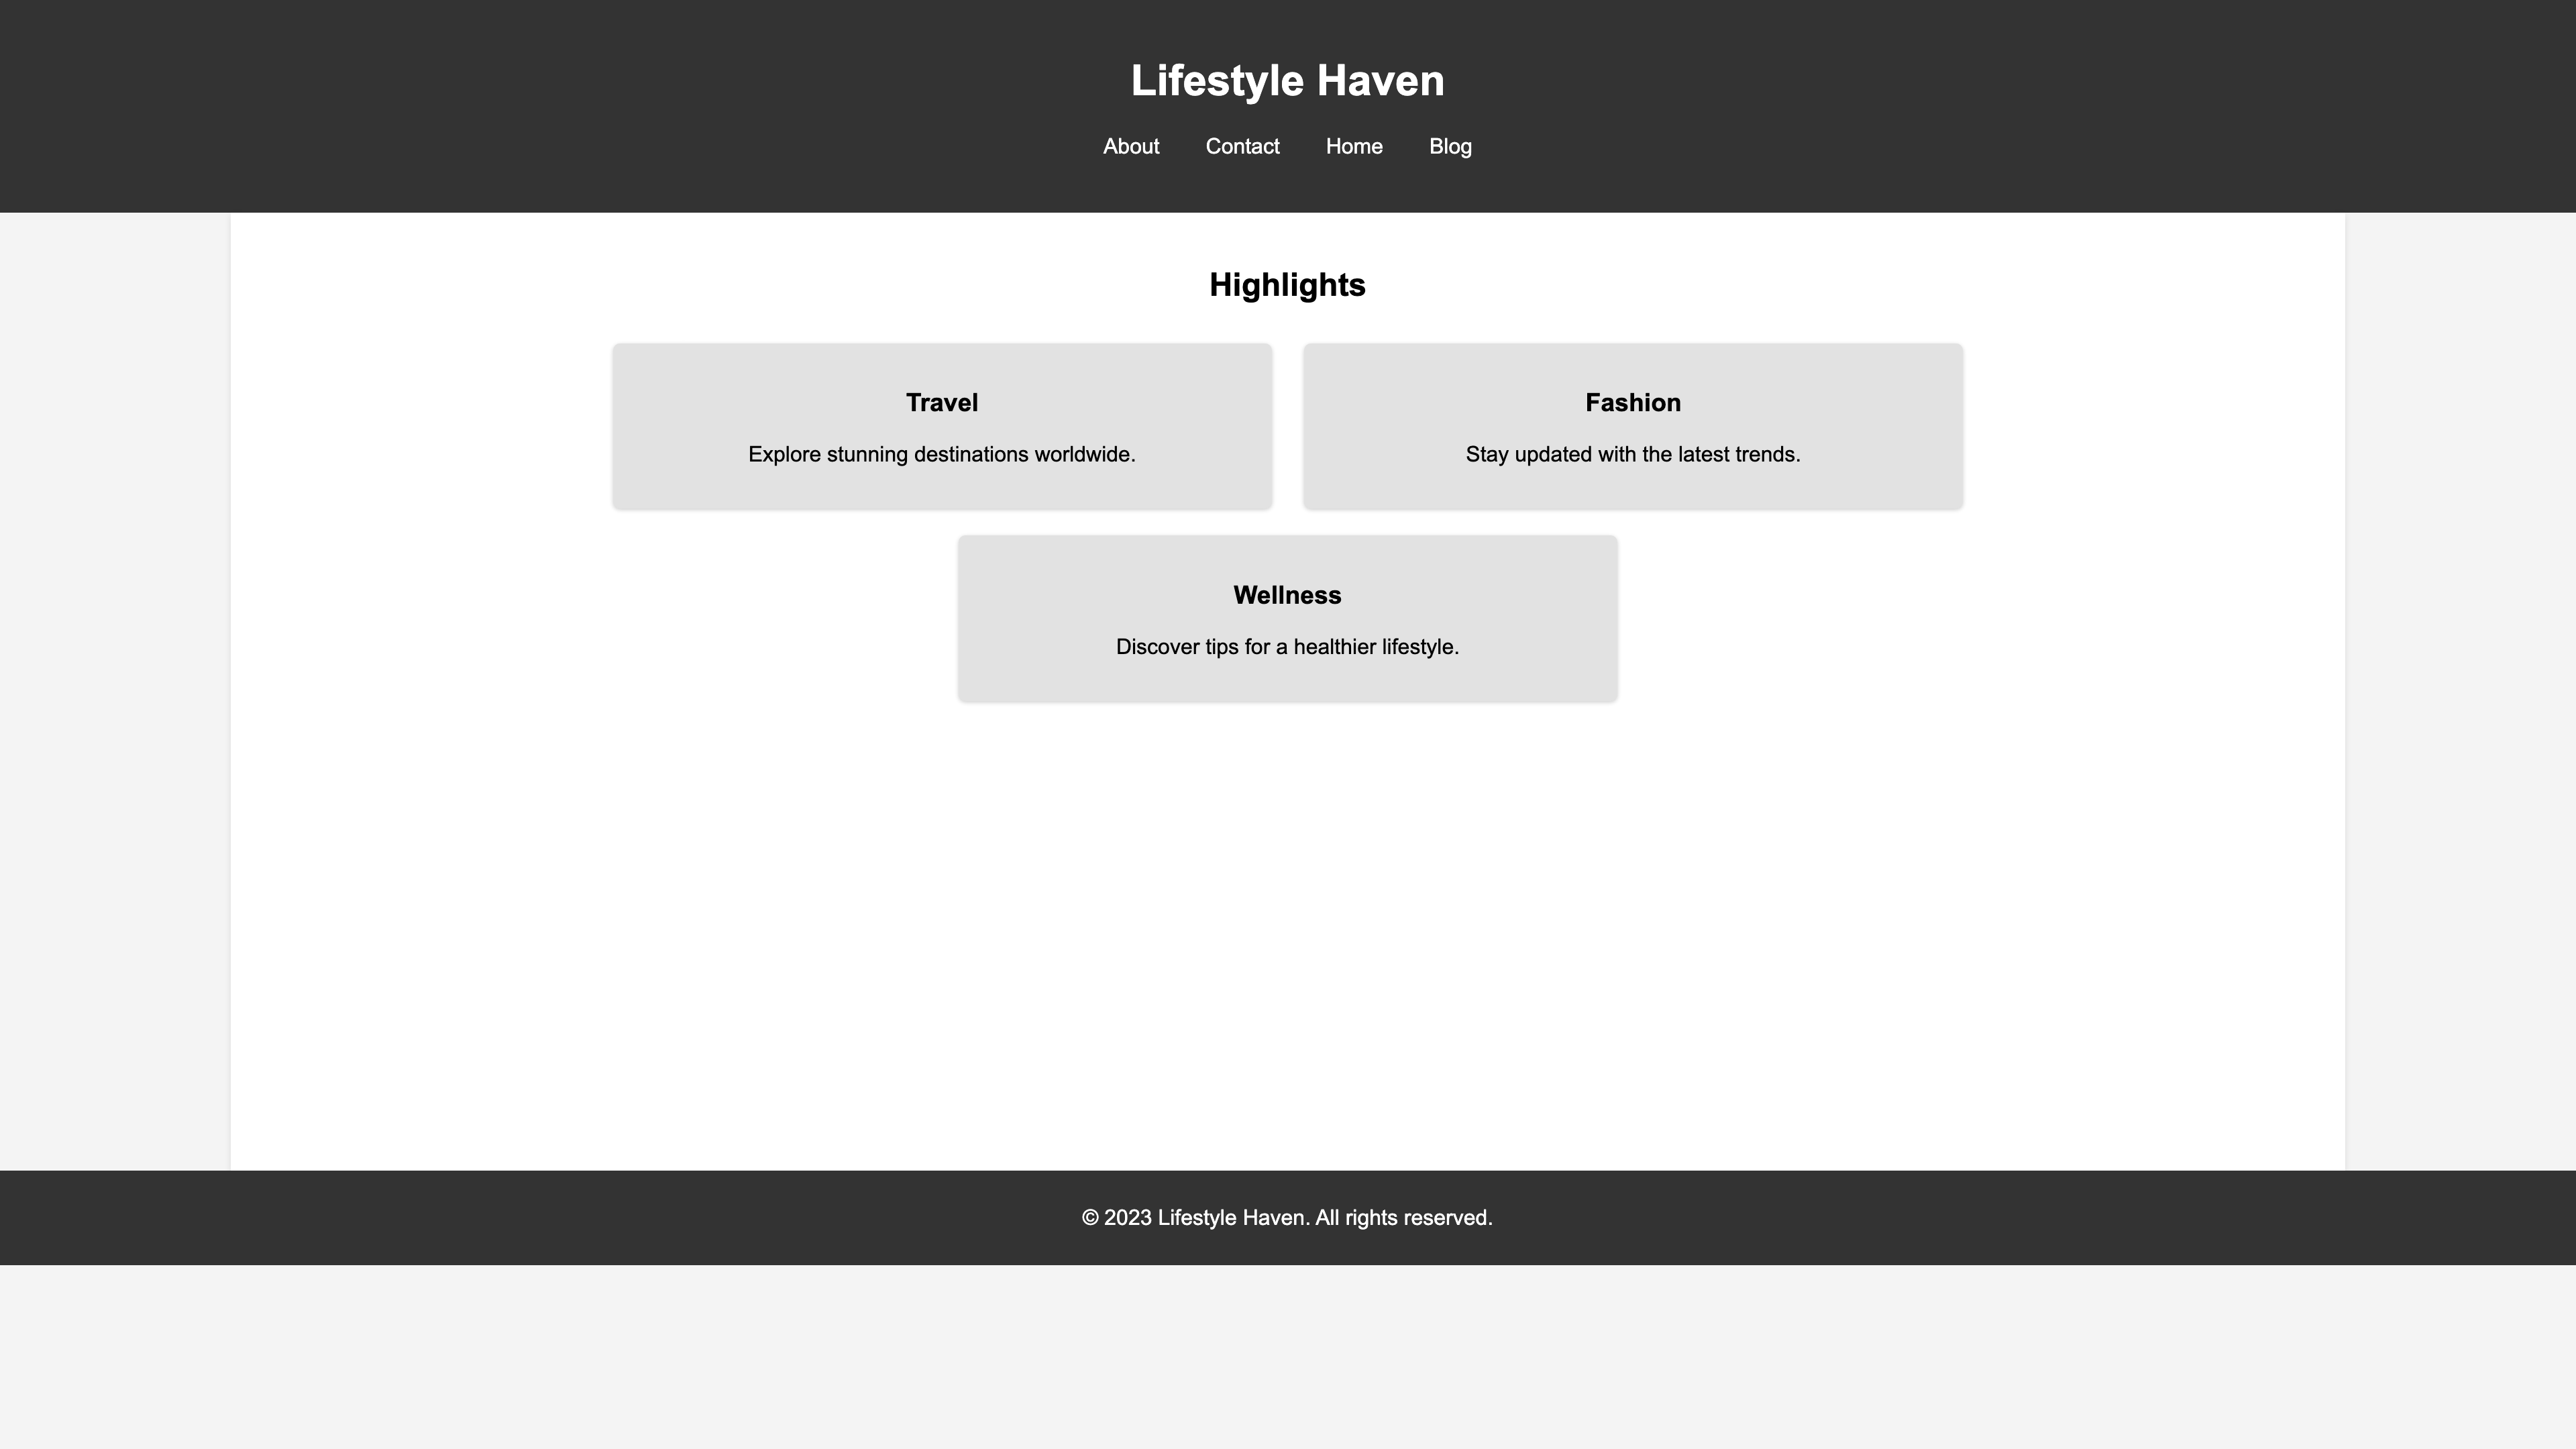 Lifestyle Haven
About Contact Home Blog
Highlights
Travel
Explore stunning destinations worldwide.
Fashion
Stay updated with the latest trends.
Wellness
Discover tips for a healthier lifestyle.
© 2023 Lifestyle Haven. All rights reserved.